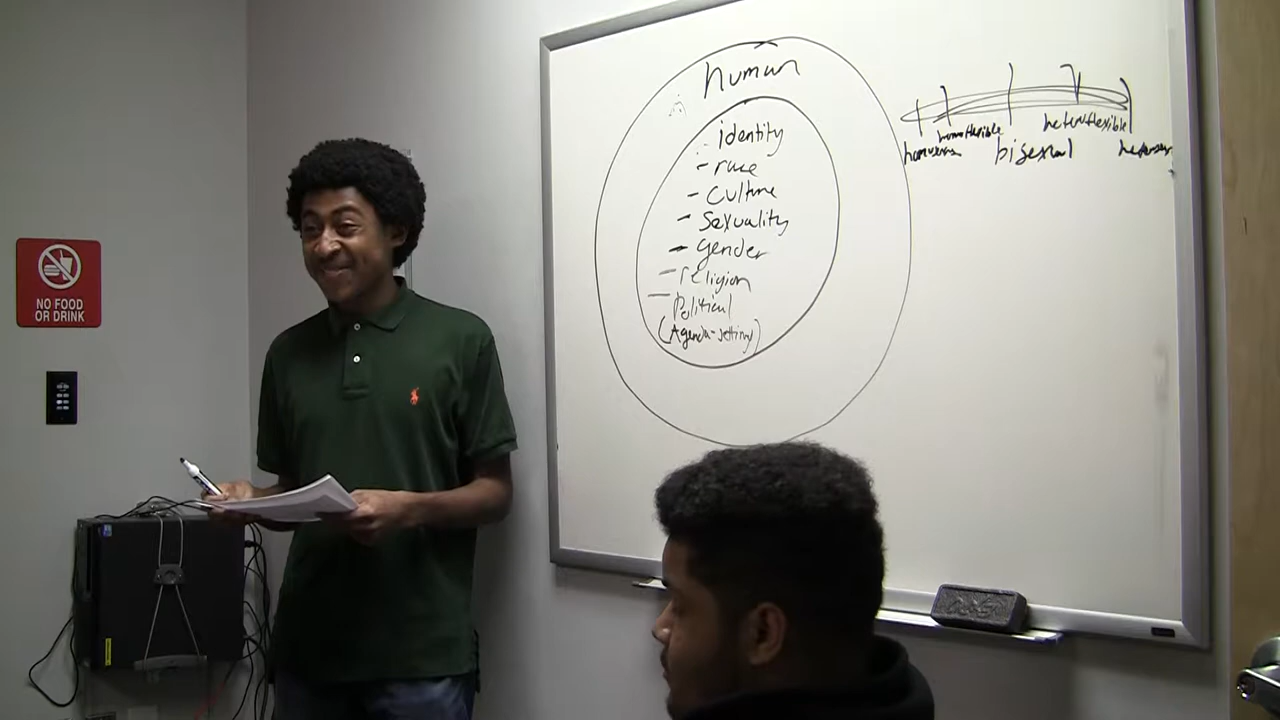 NO FOOD
OR DRINK
human
identity
- race
- culture
- sexuality
- gender
- religion
- Political
(Agenda-setting)
homoflexible
heteroflexible
bisexual